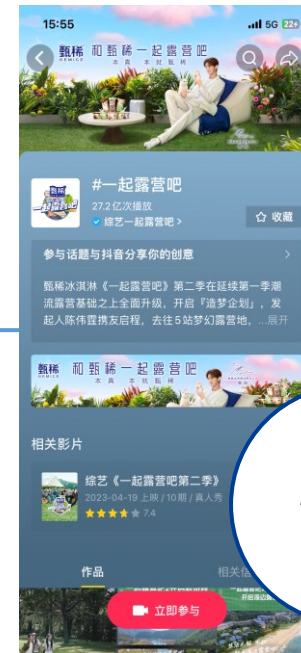 15:55
5G 22
甄稀 和甄稀一起露营吧
本真 本就甄稀
#一起露营吧
27.2亿次播放
综艺一起露营吧 >
收藏
参与话题与抖音分享你的创意 >
甄稀冰淇淋《一起露营吧》第二季在延续第一季潮
流露营基础之上全面升级，开启『造梦企划』，发
起人陈伟霆携友启程，去往5站梦幻露营地，...展开
甄稀 和甄稀一起露营吧
本真 本就甄稀
相关影片
综艺《一起露营吧第二季》
2023-04-19 上映 / 10期 / 真人秀
7.4
作品
相关信
立即参与